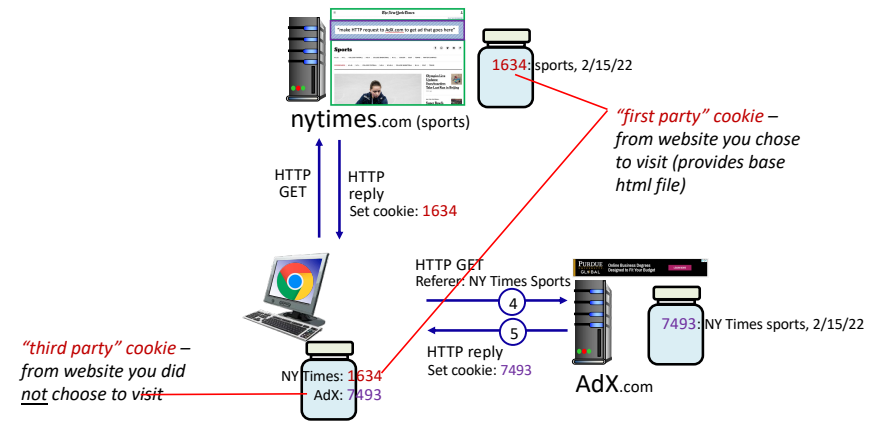 The New York Times
"make HTTP request to AdX.com to get ad that goes here"
Sports
1634: sports, 2/15/22
nytimes.com (sports)
"first party" cookie –
from website you chose
to visit (provides base
html file)
HTTP
GET
HTTP
reply
Set cookie: 1634
HTTP GET
Referer: NY Times Sports
4
5
HTTP reply
Set cookie: 7493
PURDUE
GLOBAL
Online Business Degrees
Designed to Fit Your Budget
7493: NY Times sports, 2/15/22
AdX.com
"third party" cookie –
from website you did
not choose to visit
NY Times: 1634
AdX: 7493